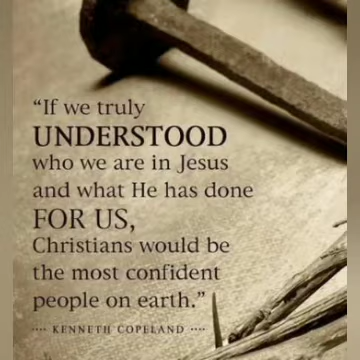 “If we truly
UNDERSTOOD
who we are in Jesus
and what He has done
FOR US,
Christians would be
the most confident
people on earth.”
···· KENNETH COPELAND ····